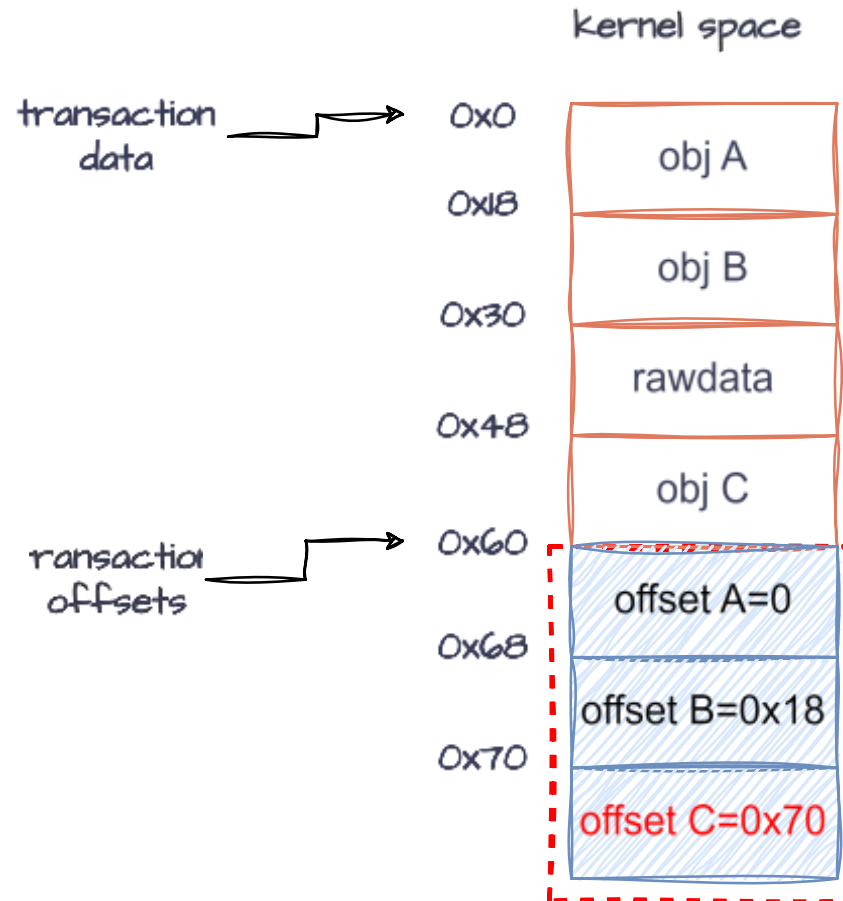 kernel space
transaction
data
0x0
obj A
0x18
obj B
0x30
rawdata
0x48
obj C
ransaction
offsets
0x60
offset A=0
0x68
offset B=0x18
0x70
offset C=0x70